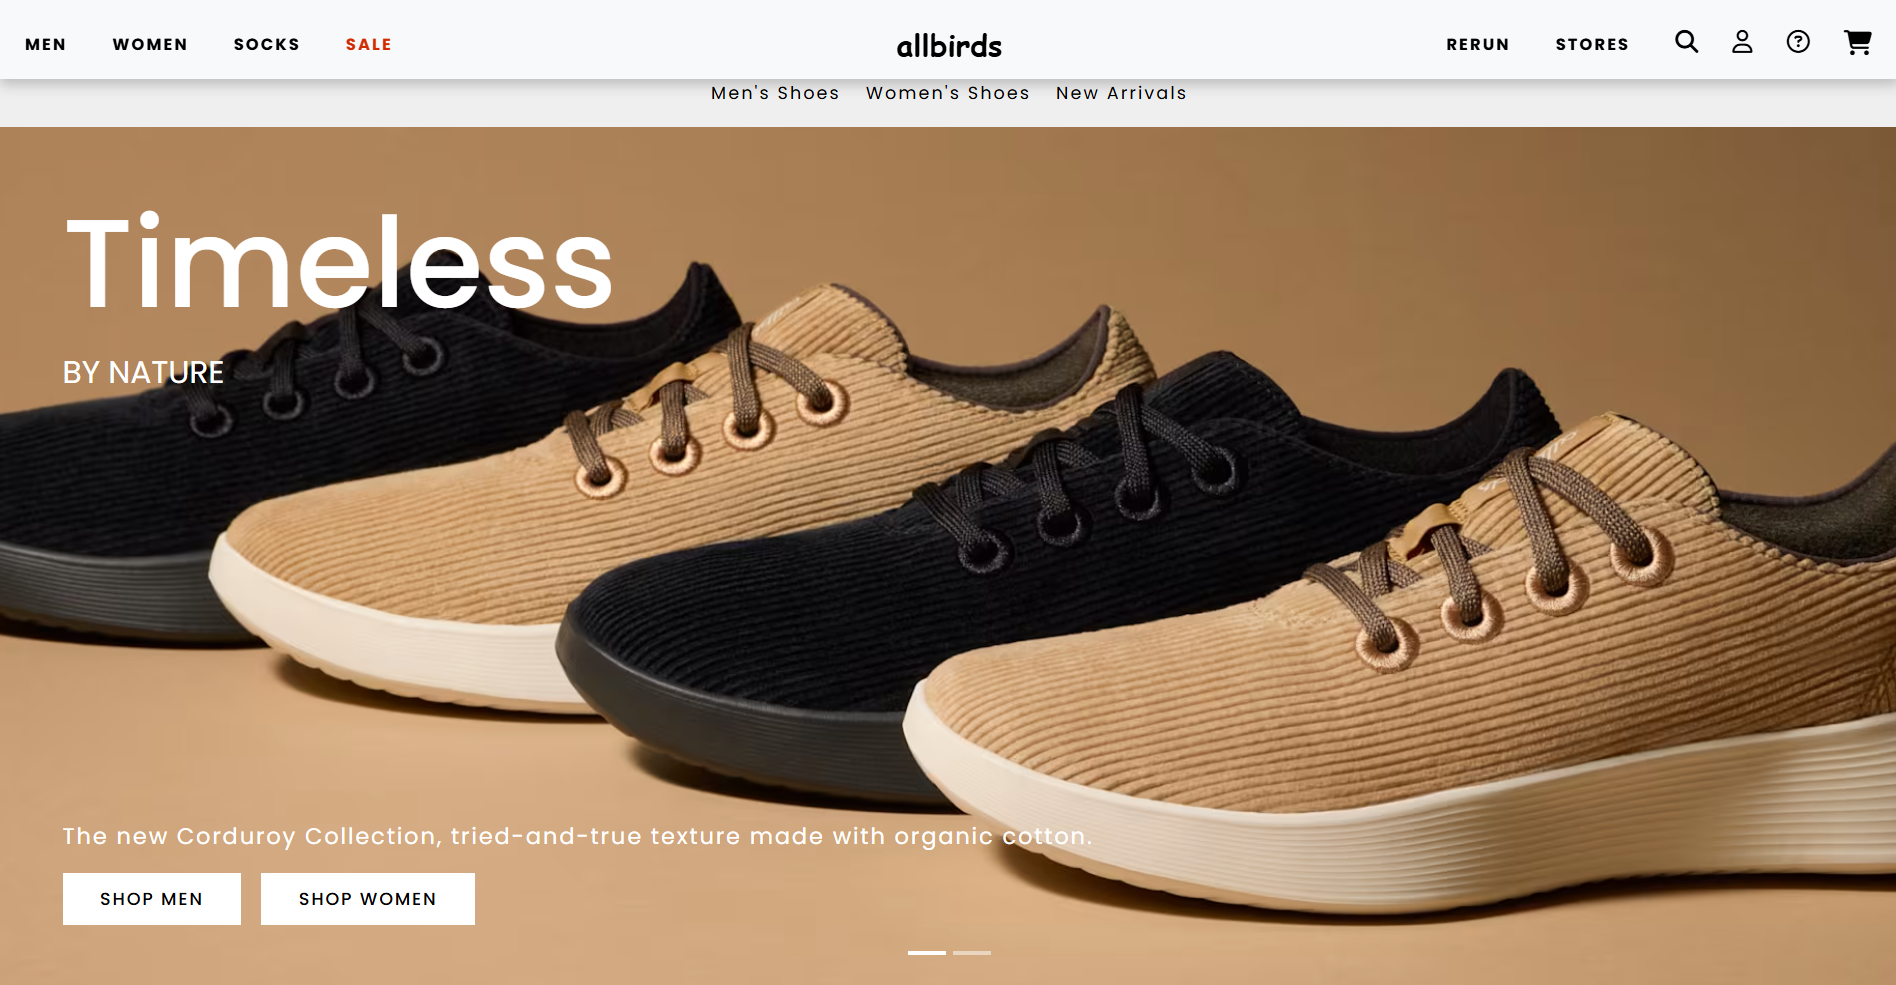 MEN WOMEN SOCKS SALE allbirds RERUN STORES
Men's Shoes Women's Shoes New Arrivals
Timeless
BY NATURE
The new Corduroy Collection, tried-and-true texture made with organic cotton.
SHOP MEN SHOP WOMEN